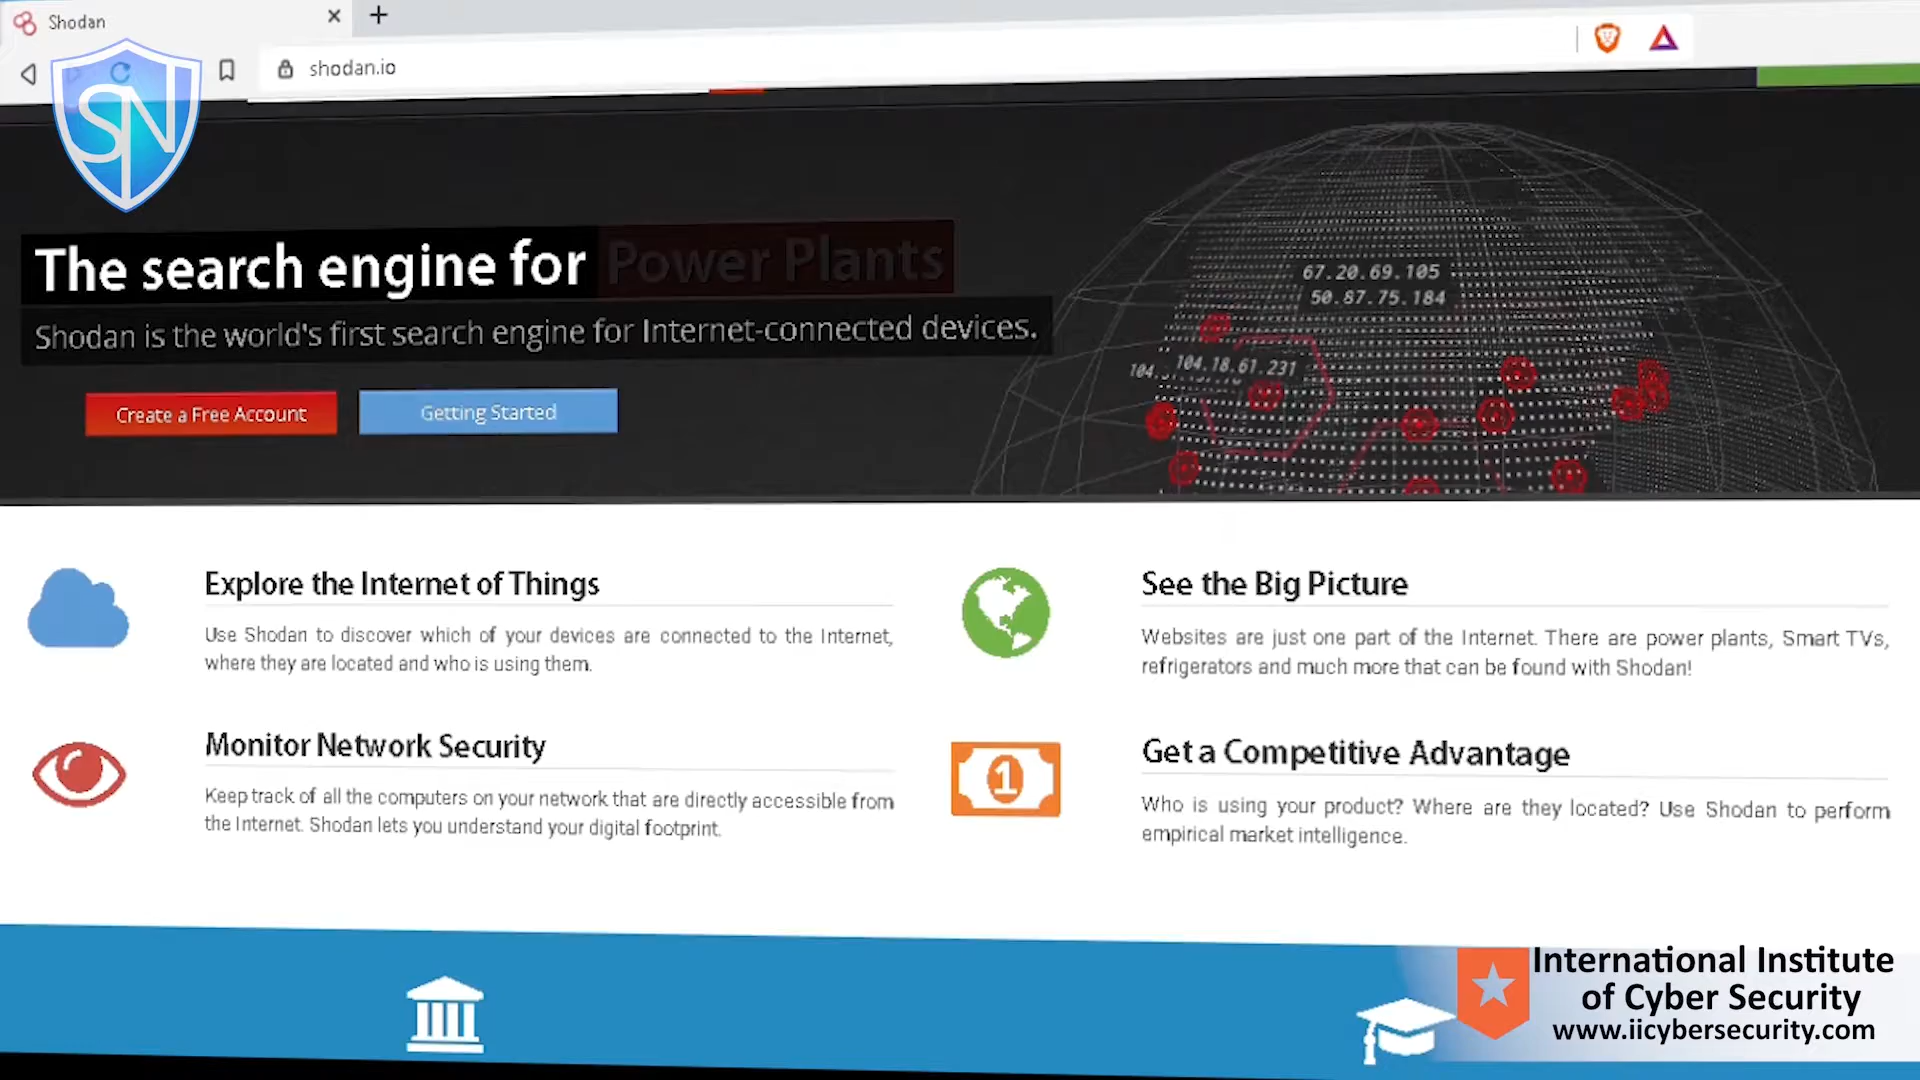 Shodan
shodan.io
SN
The search engine for Power Plants
Shodan is the world's first search engine for Internet-connected devices.
Create a Free Account
Getting Started
67.20.69.105
50.87.75.184
104.18.61.231
104.
Explore the Internet of Things
Use Shodan to discover which of your devices are connected to the Internet,
where they are located and who is using them.
See the Big Picture
Websites are just one part of the Internet. There are power plants, Smart TVs,
refrigerators and much more that can be found with Shodan!
Monitor Network Security
Keep track of all the computers on your network that are directly accessible from
the Internet. Shodan lets you understand your digital footprint.
1
Get a Competitive Advantage
Who is using your product? Where are they located? Use Shodan to perform
empirical market intelligence.
International Institute
of Cyber Security
www.iicybersecurity.com